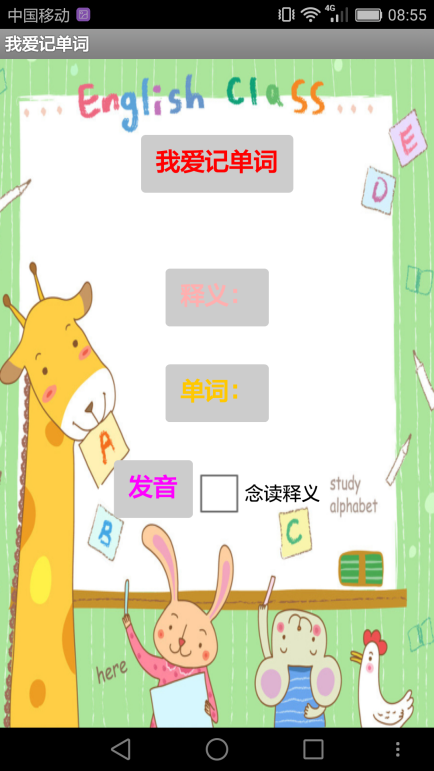 中国移动 4G 08:55
我爱记单词
English Class
E
D
我爱记单词
释义：
单词：
A
发音 念读释义
study
alphabet
B
C
here